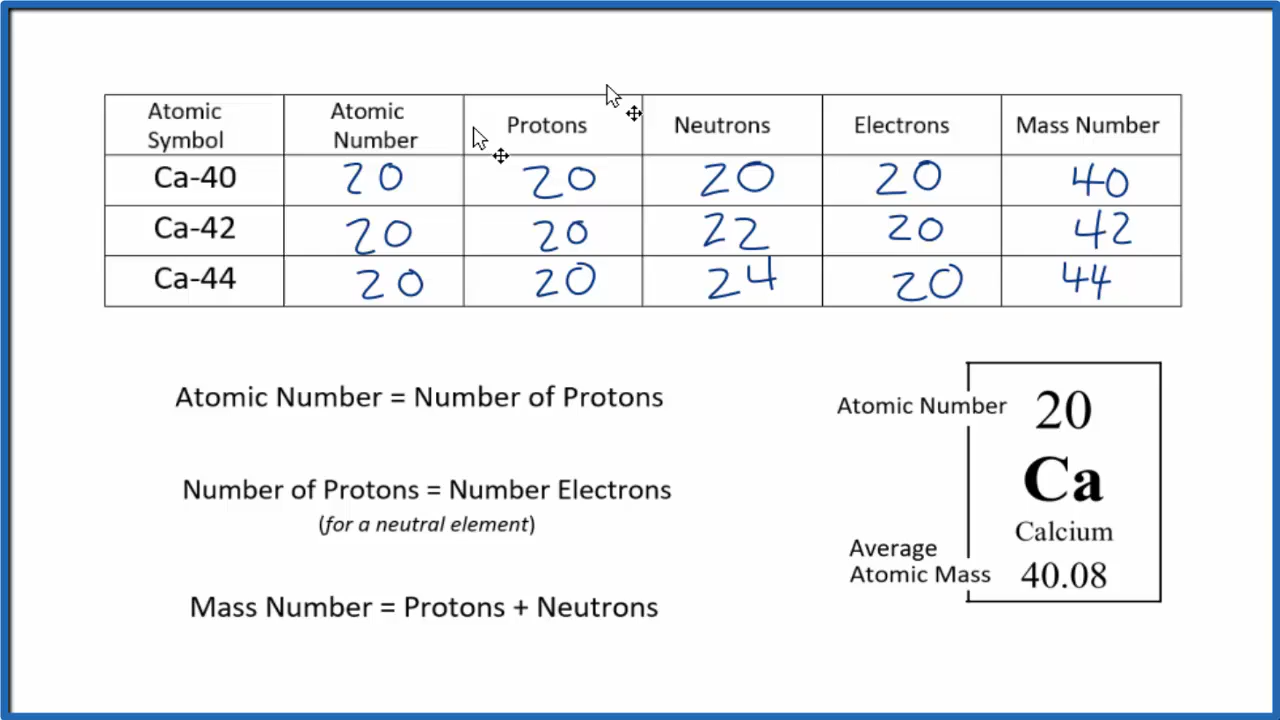 Atomic Symbol Atomic Number Protons Neutrons Electrons Mass Number
Ca-40 20 20 20 20 40
Ca-42 20 20 22 20 42
Ca-44 20 20 24 20 44
Atomic Number = Number of Protons
Number of Protons = Number Electrons
(for a neutral element)
Mass Number = Protons + Neutrons
Atomic Number 20
Ca
Calcium
Average
Atomic Mass 40.08